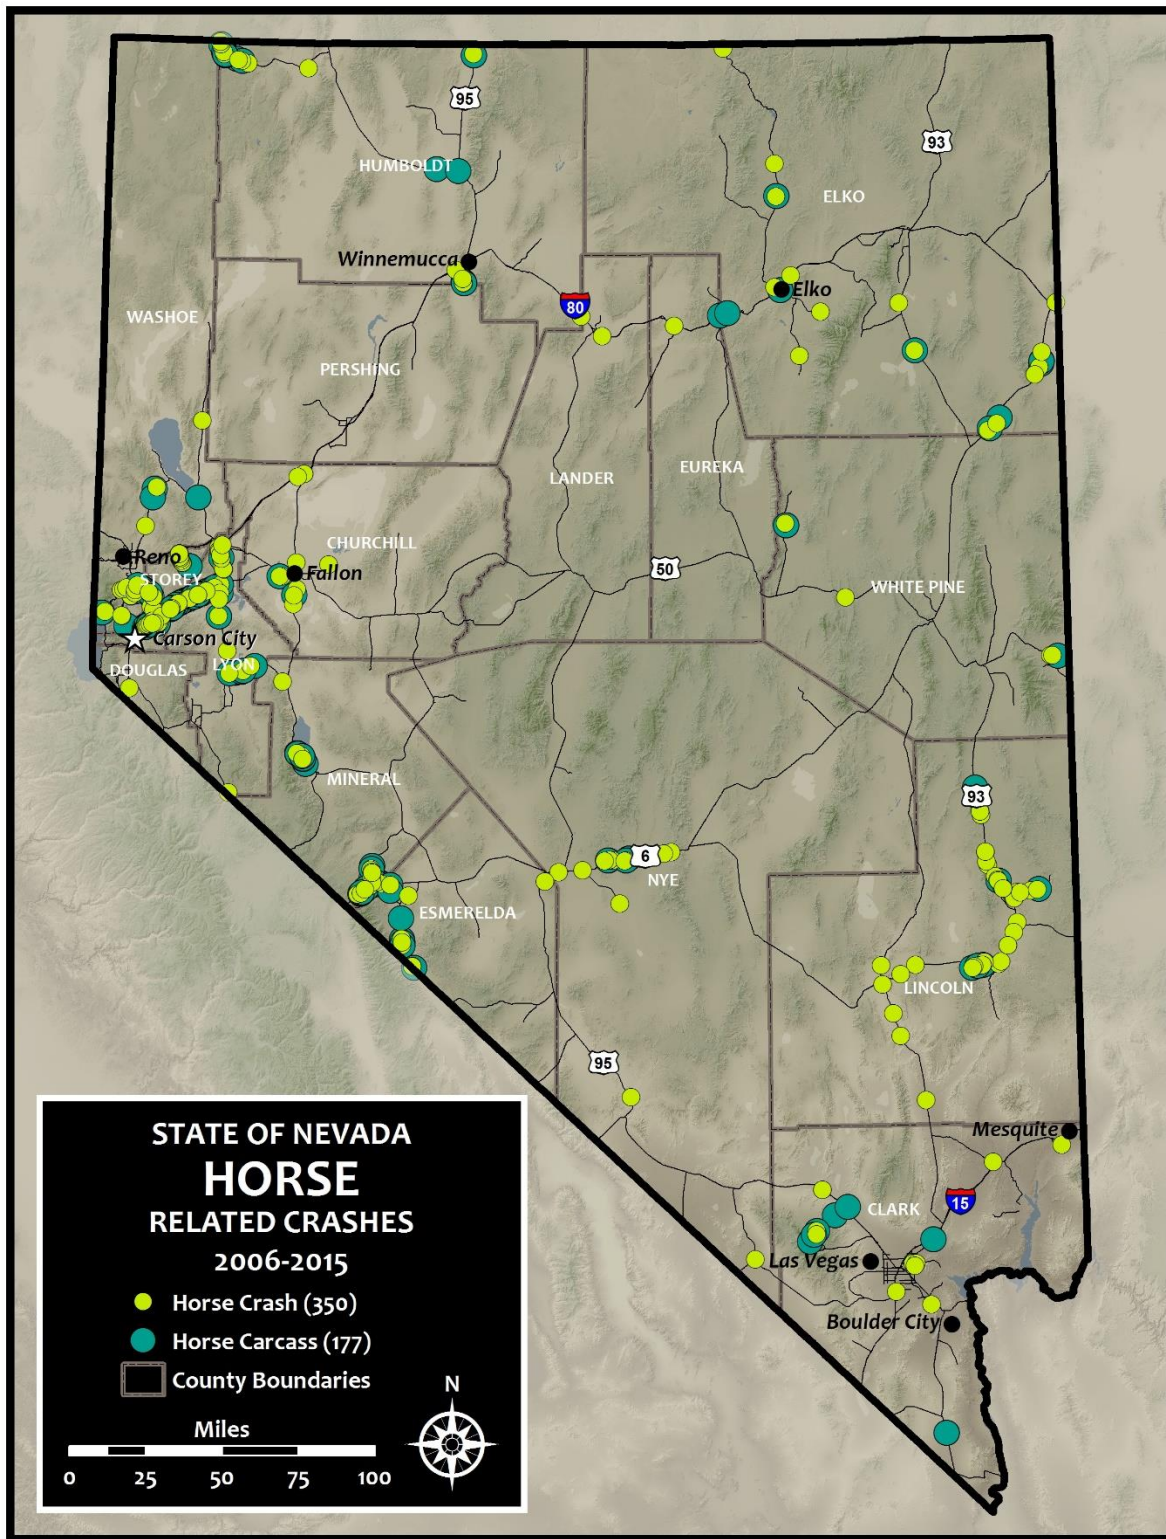 95
93
HUMBOLDT
ELKO
Winnemucca
Elko
80
WASHOE
PERSHING
LANDER
EUREKA
CHURCHILL
Reno
50
STOREY
Fallon
WHITE PINE
Carson City
DOUGLAS
LYON
MINERAL
93
6
NYE
ESMERELDA
LINCOLN
95
Mesquite
15
CLARK
Las Vegas
Boulder City
STATE OF NEVADA
HORSE
RELATED CRASHES
2006-2015
Horse Crash (350)
Horse Carcass (177)
County Boundaries
N
Miles
0 25 50 75 100